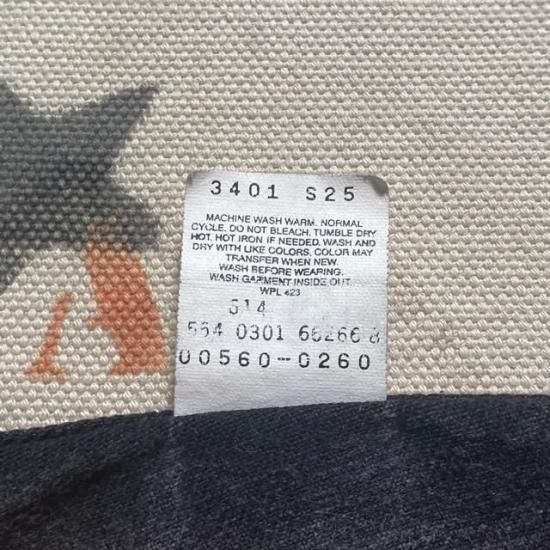 3401 S25
MACHINE WASH WARM. NORMAL
CYCLE. DO NOT BLEACH. TUMBLE DRY
HOT. HOT IRON IF NEEDED. WASH AND
DRY WITH LIKE COLORS. COLOR MAY
TRANSFER WHEN NEW.
WASH BEFORE WEARING.
WASH GARMENT INSIDE OUT.
WPL 423
514
554 0301 66266 8
00560-0260
A